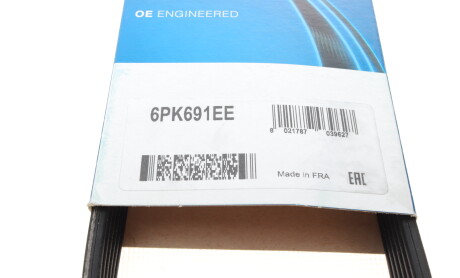 OE ENGINEERED
6PK691EE
8 021787 039627
Made in FRA
EAC